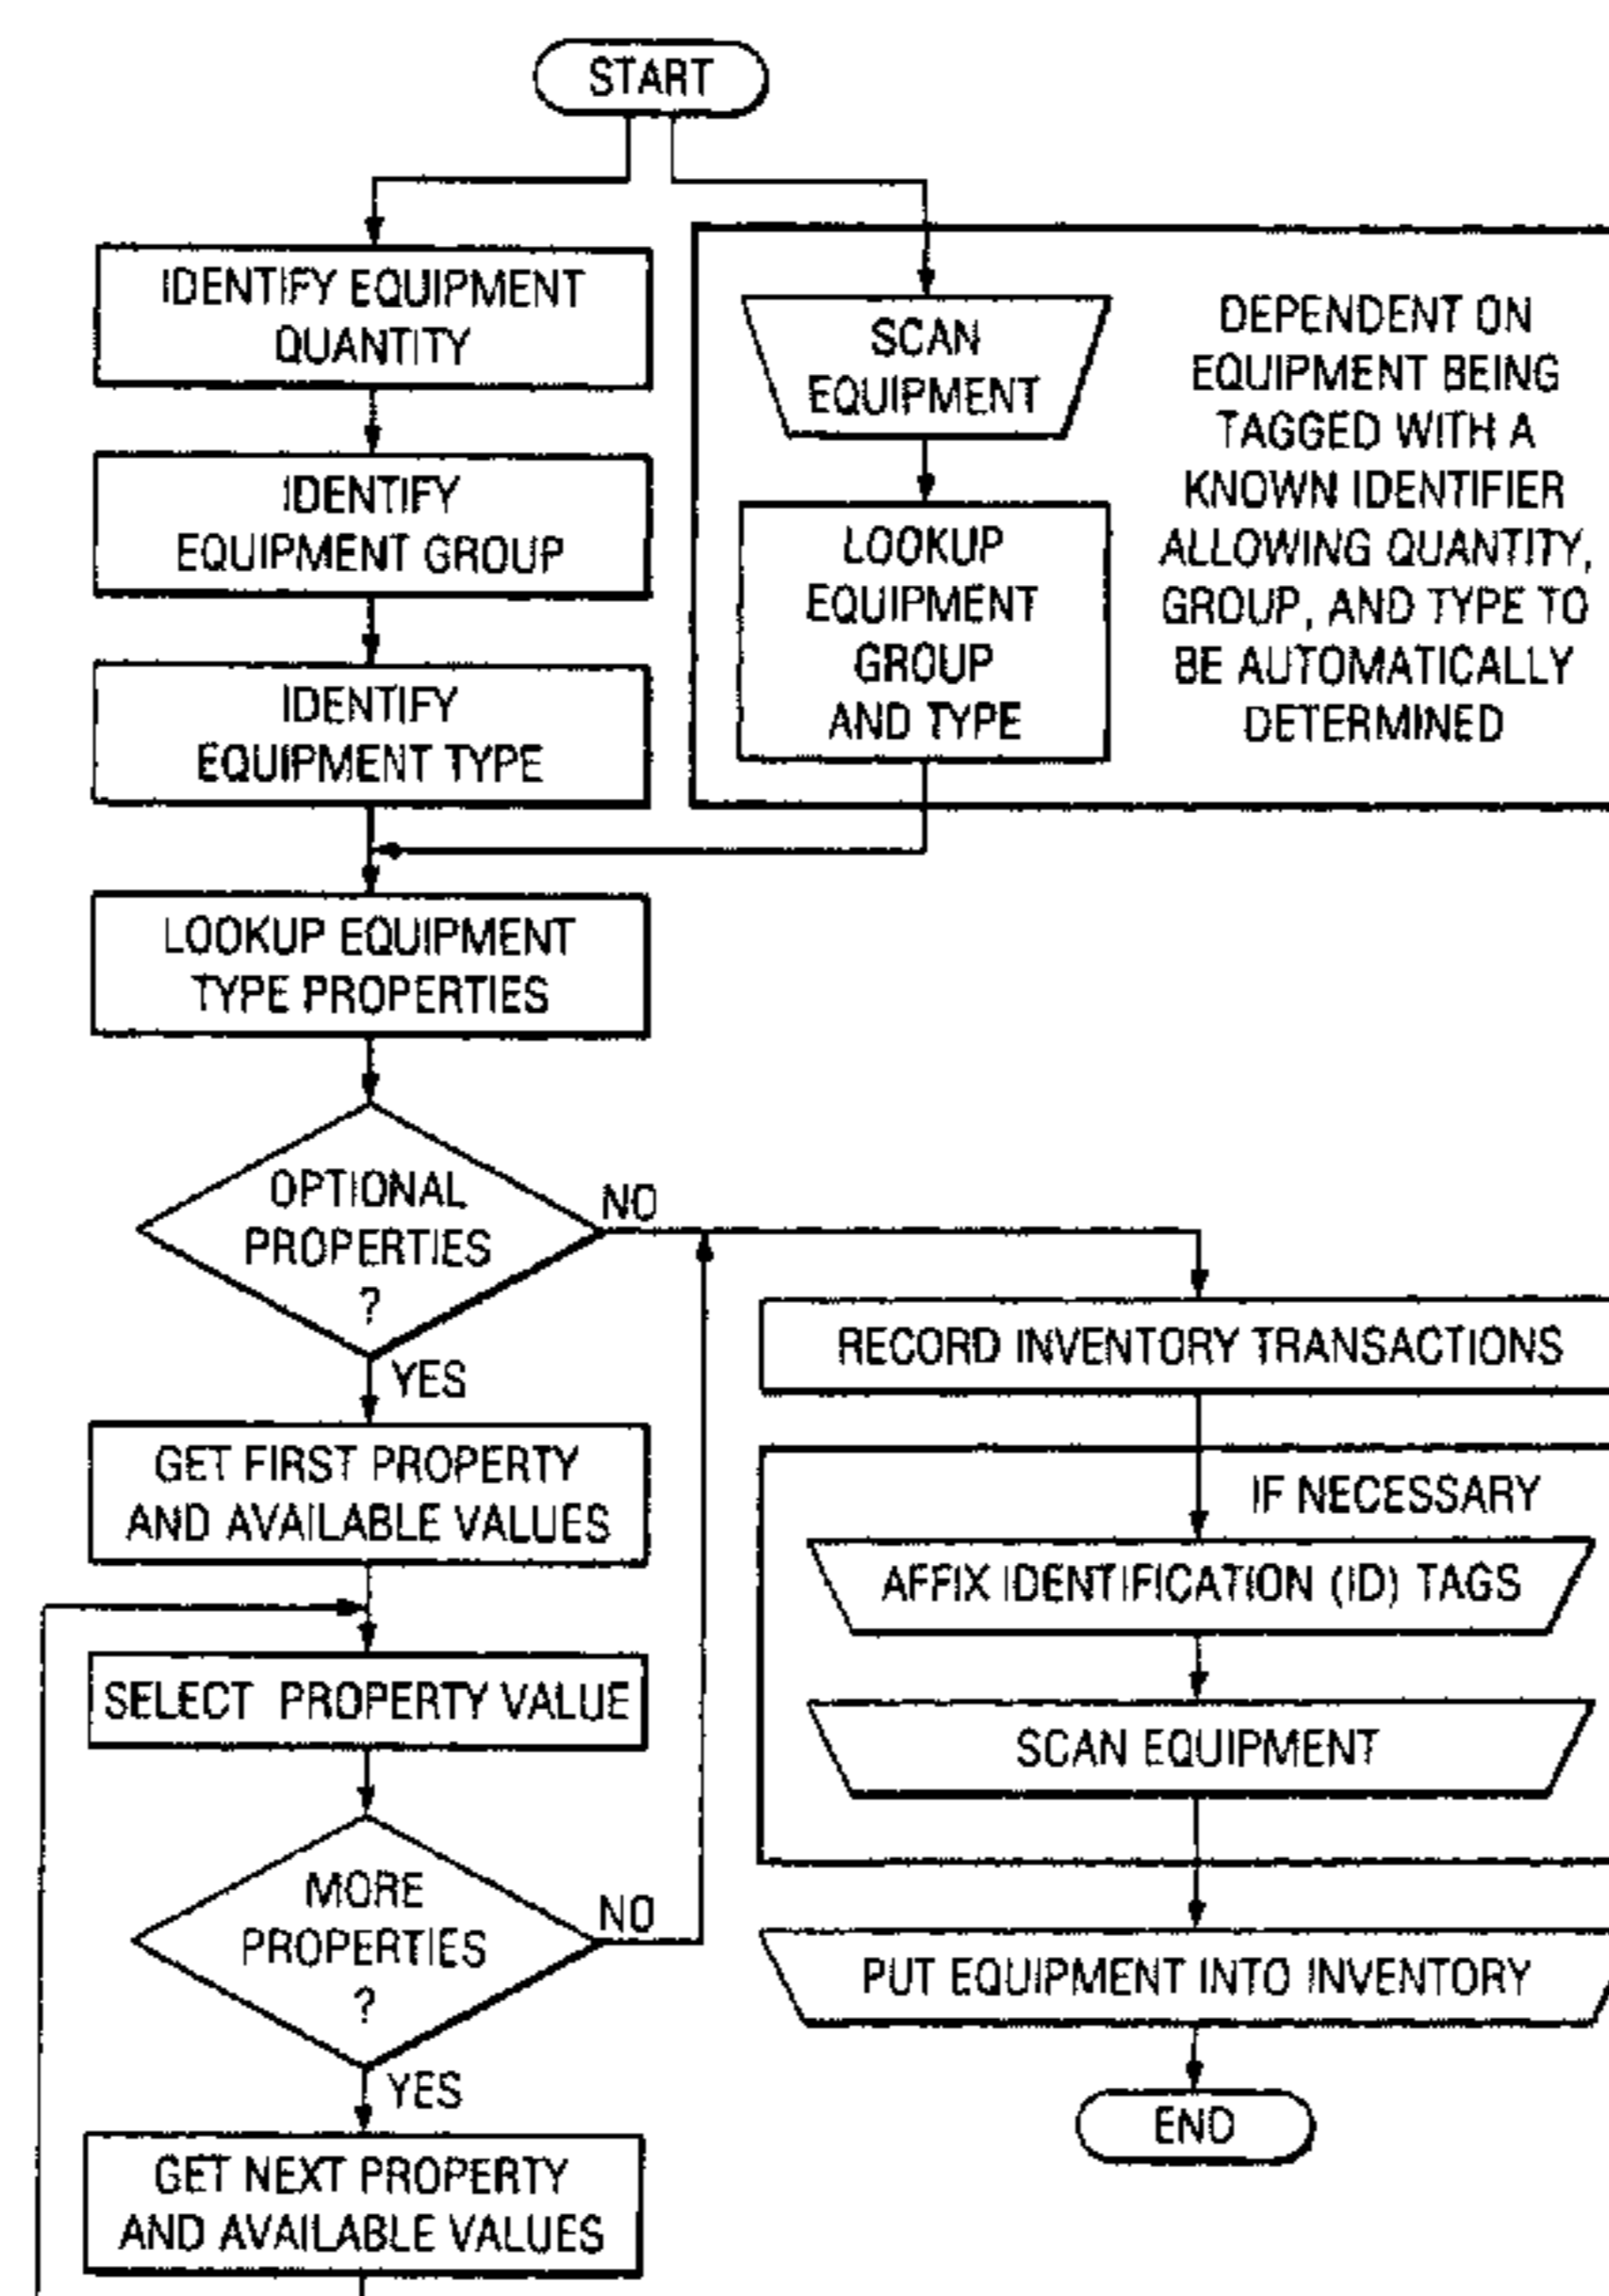 START
IDENTIFY EQUIPMENT
QUANTITY
IDENTIFY
EQUIPMENT GROUP
IDENTIFY
EQUIPMENT TYPE
SCAN
EQUIPMENT
LOOKUP
EQUIPMENT
GROUP
AND TYPE
DEPENDENT ON
EQUIPMENT BEING
TAGGED WITH A
KNOWN IDENTIFIER
ALLOWING QUANTITY,
GROUP, AND TYPE TO
BE AUTOMATICALLY
DETERMINED
LOOKUP EQUIPMENT
TYPE PROPERTIES
OPTIONAL
PROPERTIES
?
NO
YES
GET FIRST PROPERTY
AND AVAILABLE VALUES
SELECT PROPERTY VALUE
MORE
PROPERTIES
?
NO
YES
GET NEXT PROPERTY
AND AVAILABLE VALUES
RECORD INVENTORY TRANSACTIONS
IF NECESSARY
AFFIX IDENTIFICATION (ID) TAGS
SCAN EQUIPMENT
PUT EQUIPMENT INTO INVENTORY
END